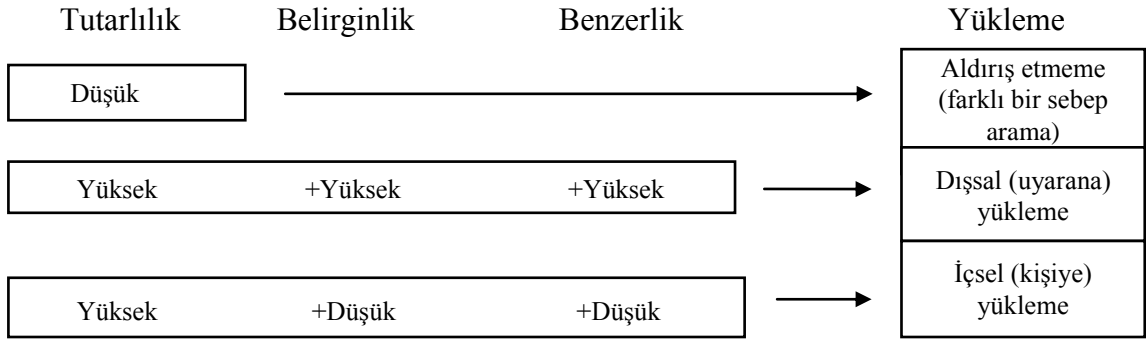 Tutarlılık Belirginlik Benzerlik Yükleme
Düşük
Aldırış etmeme
(farklı bir sebep
arama)
Yüksek +Yüksek +Yüksek
Dışsal (uyarana)
yükleme
Yüksek +Düşük +Düşük
İçsel (kişiye)
yükleme